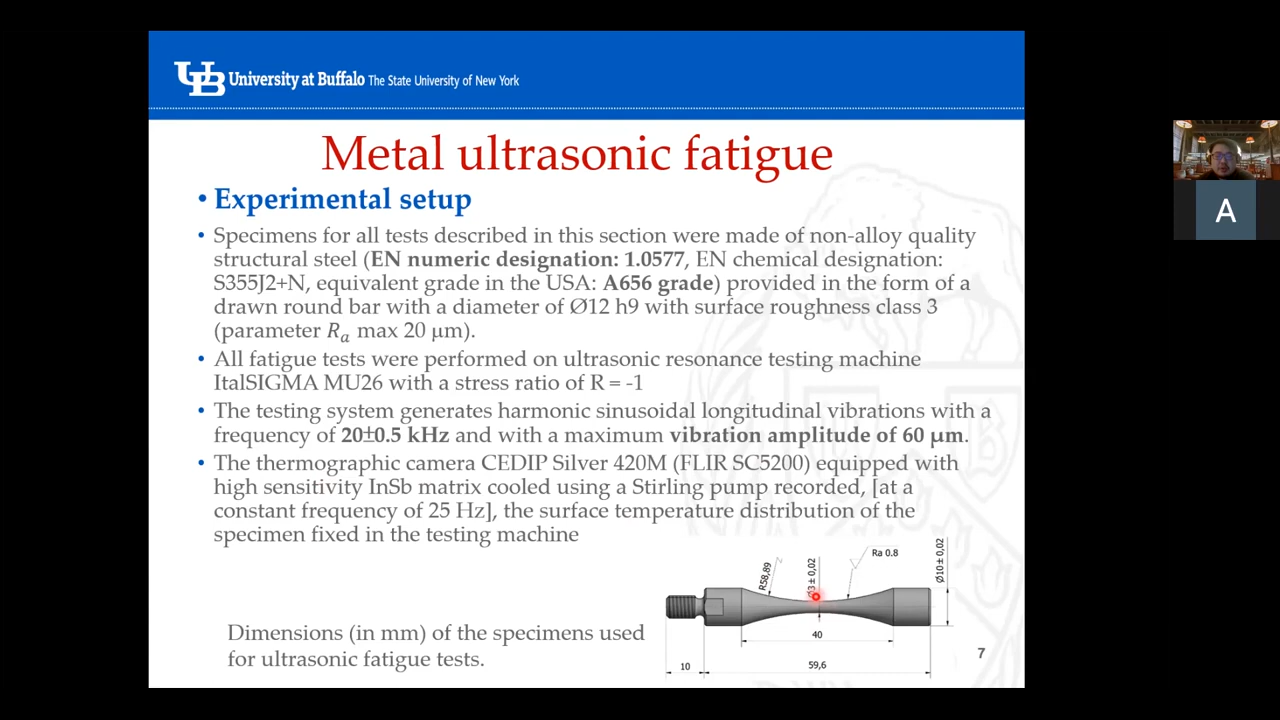 UB University at Buffalo The State University of New York
Metal ultrasonic fatigue
• Experimental setup
• Specimens for all tests described in this section were made of non-alloy quality
structural steel (EN numeric designation: 1.0577, EN chemical designation:
S355J2+N, equivalent grade in the USA: A656 grade) provided in the form of a
drawn round bar with a diameter of Ø12 h9 with surface roughness class 3
(parameter Ra max 20 μm).
• All fatigue tests were performed on ultrasonic resonance testing machine
ItalSIGMA MU26 with a stress ratio of R = -1
• The testing system generates harmonic sinusoidal longitudinal vibrations with a
frequency of 20±0.5 kHz and with a maximum vibration amplitude of 60 μm.
• The thermographic camera CEDIP Silver 420M (FLIR SC5200) equipped with
high sensitivity InSb matrix cooled using a Stirling pump recorded, [at a
constant frequency of 25 Hz], the surface temperature distribution of the
specimen fixed in the testing machine
Dimensions (in mm) of the specimens used
for ultrasonic fatigue tests.
R58,89
3± 0,02
Ra 0.8
Ø10± 0,02
40
10
59,6
7
A